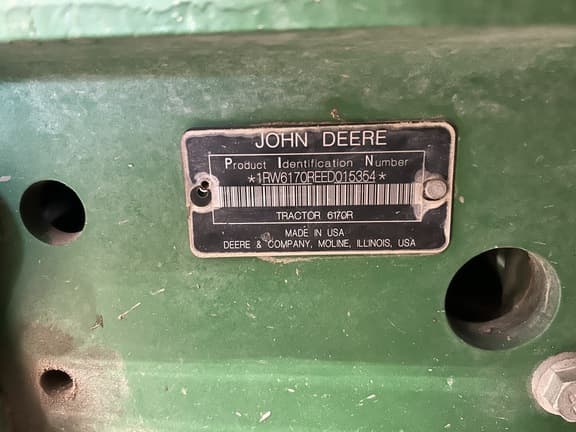 JOHN DEERE
Product Identification Number
*1RW6170REED015354*
TRACTOR 6170R
MADE IN USA
DEERE & COMPANY, MOLINE, ILLINOIS, USA